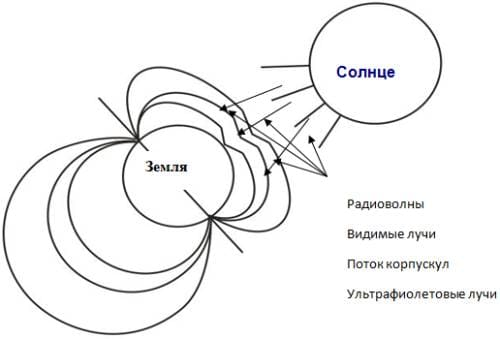 Солнце
Земля
Радиоволны
Видимые лучи
Поток корпускул
Ультрафиолетовые лучи